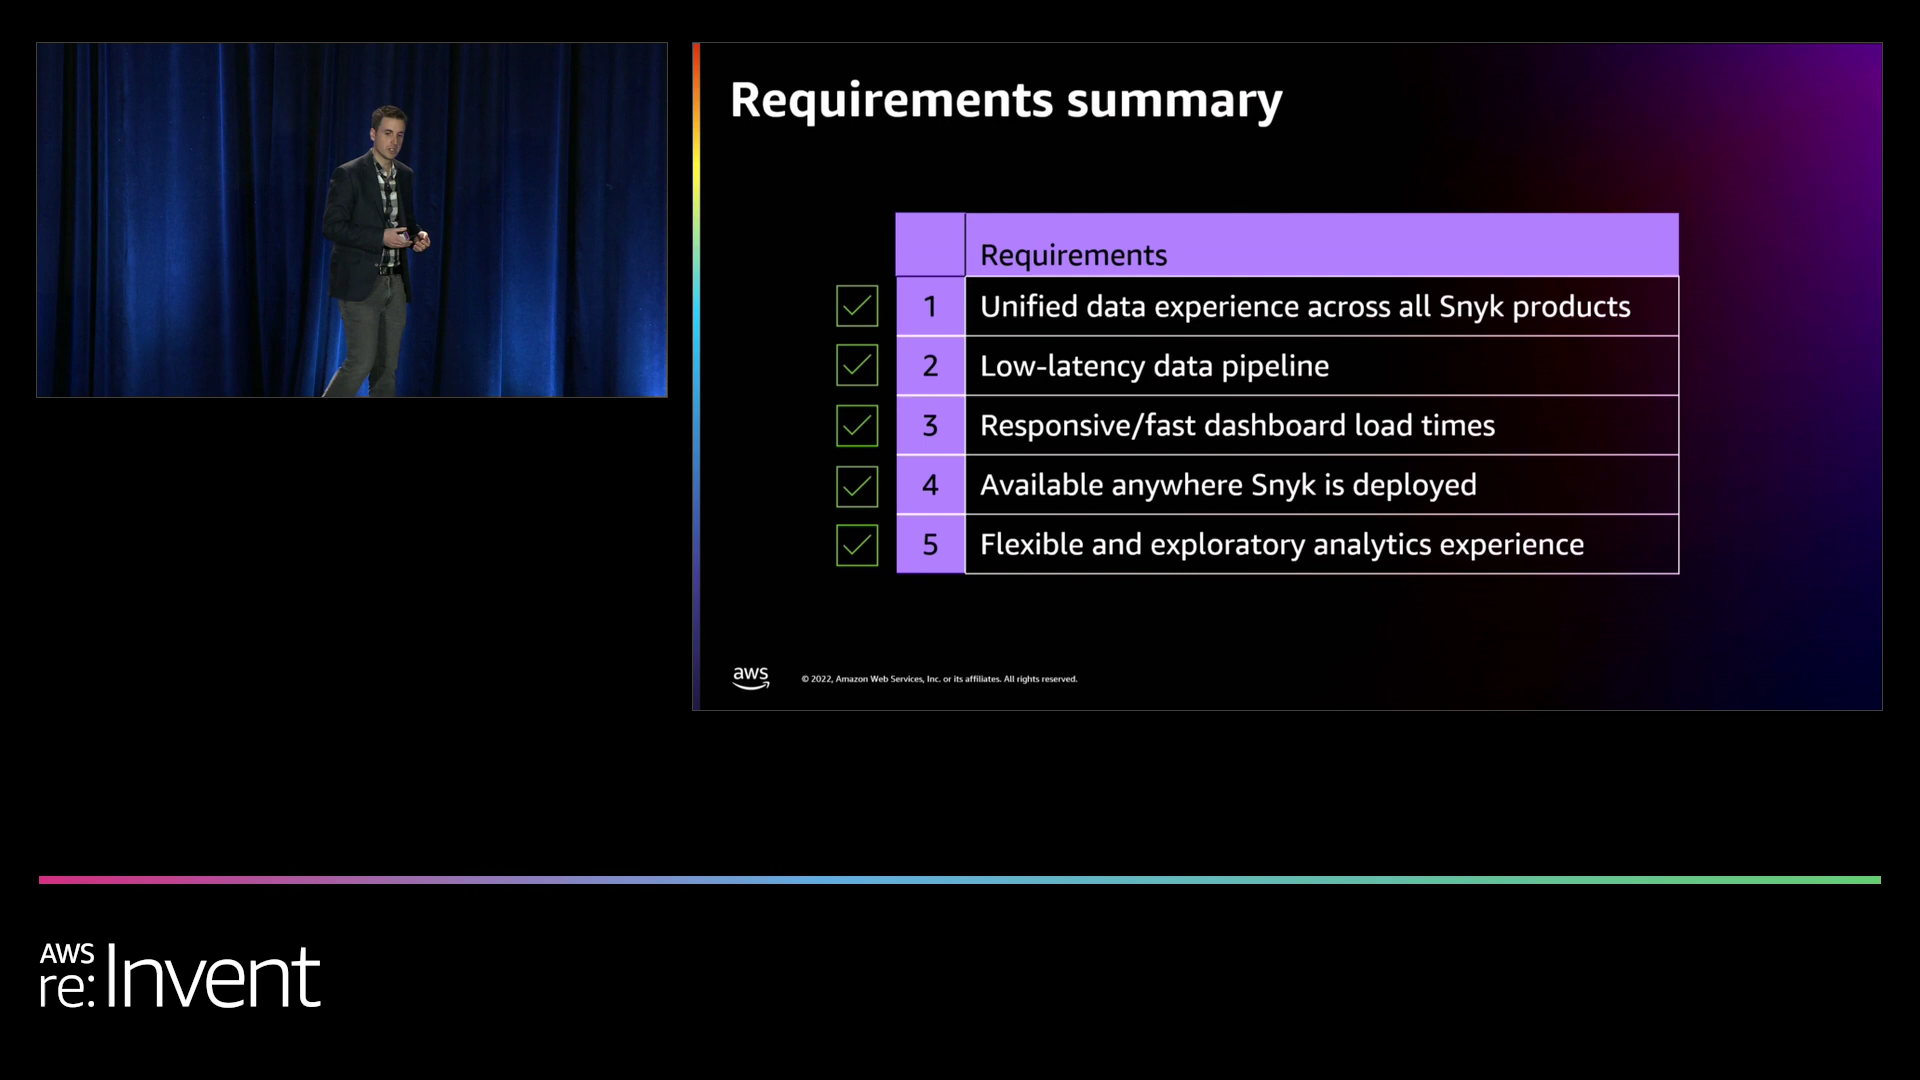 Requirements summary
Requirements
1 Unified data experience across all Snyk products
2 Low-latency data pipeline
3 Responsive/fast dashboard load times
4 Available anywhere Snyk is deployed
5 Flexible and exploratory analytics experience
aws © 2022, Amazon Web Services, Inc. or its affiliates. All rights reserved.
AWS
re:Invent